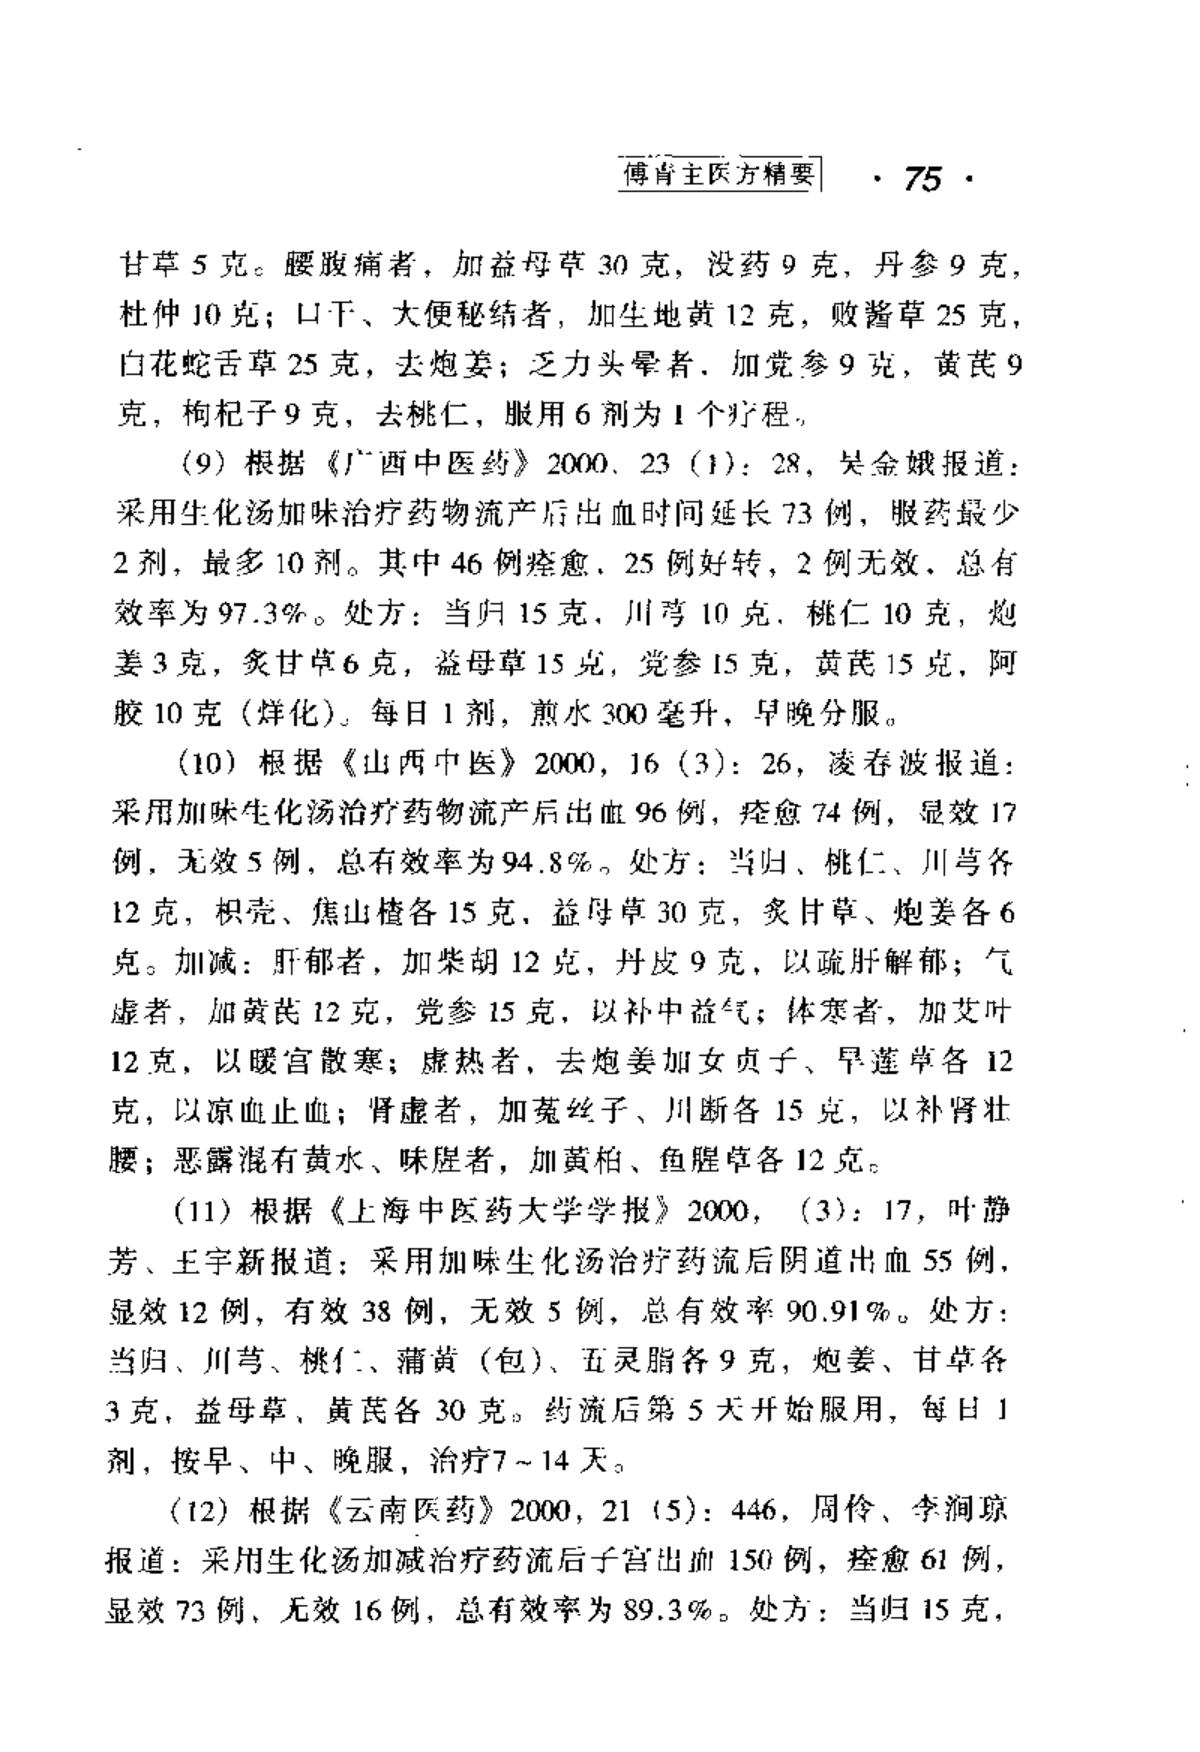 傅青主医方精要 · 75 ·
甘草 5 克。腰腹痛者，加益母草 30 克，没药 9 克，丹参 9 克，
杜仲 10 克；口干、大便秘结者，加生地黄 12 克，败酱草 25 克，
白花蛇舌草 25 克，去炮姜；乏力头晕者，加党参 9 克，黄芪 9
克，枸杞子 9 克，去桃仁，服用 6 剂为 1 个疗程。
（9）根据《广西中医药》2000，23（1）：28，吴金娥报道：
采用生化汤加味治疗药物流产后出血时间延长 73 例，服药最少
2 剂，最多 10 剂。其中 46 例痊愈，25 例好转，2 例无效，总有
效率为 97.3%。处方：当归 15 克，川芎 10 克，桃仁 10 克，炮
姜 3 克，炙甘草 6 克，益母草 15 克，党参 15 克，黄芪 15 克，阿
胶 10 克（烊化）。每日 1 剂，煎水 300 毫升，早晚分服。
（10）根据《山西中医》2000，16（3）：26，凌春波报道：
采用加味生化汤治疗药物流产后出血 96 例，痊愈 74 例，显效 17
例，无效 5 例，总有效率为 94.8%。处方：当归、桃仁、川芎各
12 克，枳壳、焦山楂各 15 克，益母草 30 克，炙甘草、炮姜各 6
克。加减：肝郁者，加柴胡 12 克，丹皮 9 克，以疏肝解郁；气
虚者，加黄芪 12 克，党参 15 克，以补中益气；体寒者，加艾叶
12 克，以暖宫散寒；虚热者，去炮姜加女贞子、旱莲草各 12
克，以凉血止血；肾虚者，加菟丝子、川断各 15 克，以补肾壮
腰；恶露混有黄水、味腥者，加黄柏、鱼腥草各 12 克。
（11）根据《上海中医药大学学报》2000，（3）：17，叶静
芳、王宇新报道：采用加味生化汤治疗药流后阴道出血 55 例，
显效 12 例，有效 38 例，无效 5 例，总有效率 90.91%。处方：
当归、川芎、桃仁、蒲黄（包）、五灵脂各 9 克，炮姜、甘草各
3 克，益母草、黄芪各 30 克。药流后第 5 天开始服用，每日 1
剂，按早、中、晚服，治疗7～14 天。
（12）根据《云南医药》2000，21（5）：446，周伶、李涧琼
报道：采用生化汤加减治疗药流后子宫出血 150 例，痊愈 61 例，
显效 73 例，无效 16 例，总有效率为 89.3%。处方：当归 15 克，